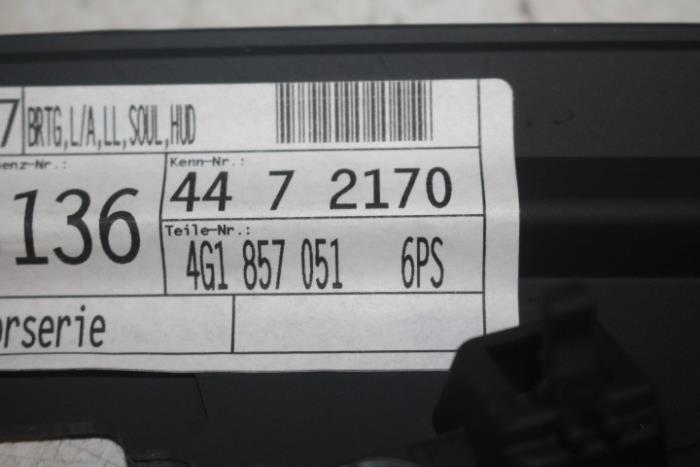 7 BRTG,L/A,LL,SOUL,HUD
enz-Nr.: Kenn-Nr.:
136 44 7 2170
Teile-Nr.:
4G1 857 051 6PS
orserie